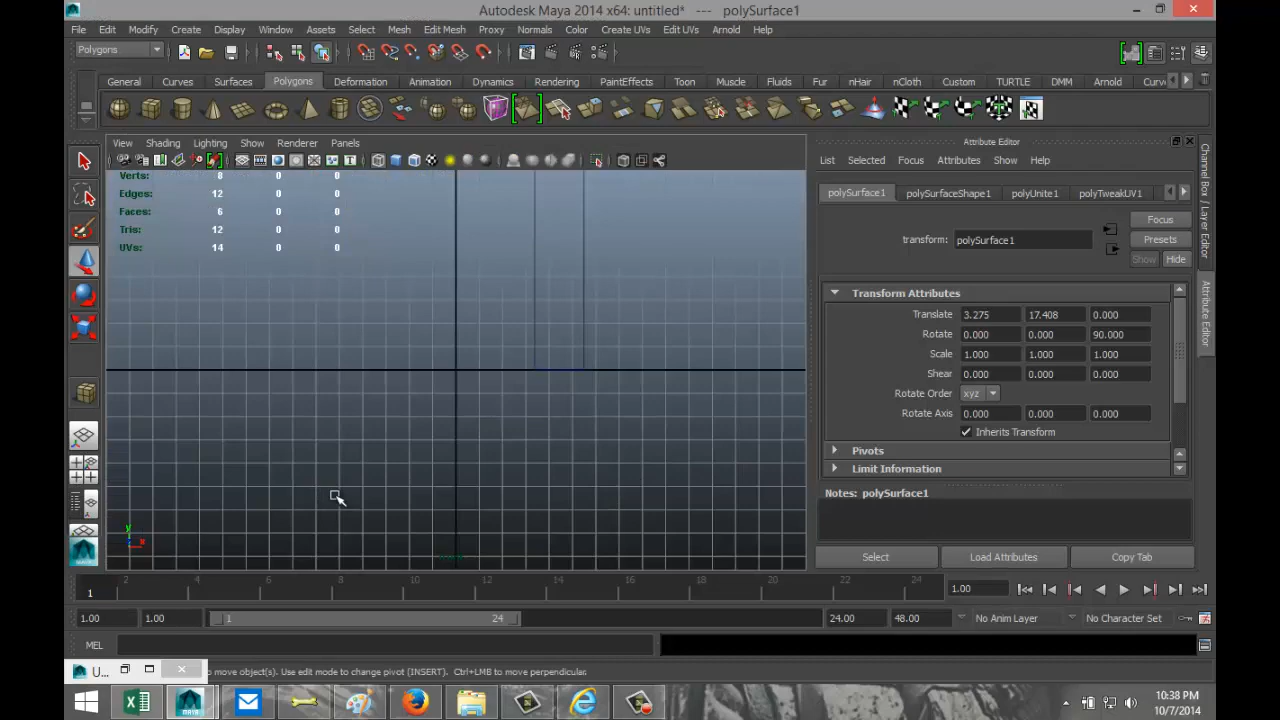 Autodesk Maya 2014 x64: untitled* --- polySurface1
File Edit Modify Create Display Window Assets Select Mesh Edit Mesh Proxy Normals Color Create UVs Edit UVs Arnold Help
Polygons
General Curves Surfaces Polygons Deformation Animation Dynamics Rendering PaintEffects Toon Muscle Fluids Fur nHair nCloth Custom TURTLE DMM Arnold Curv
View Shading Lighting Show Renderer Panels
Verts: 8 0 0
Edges: 12 0 0
Faces: 6 0 0
Tris: 12 0 0
UVs: 14 0 0
y
x
Attribute Editor
List Selected Focus Attributes Show Help
polySurface1 polySurfaceShape1 polyUnite1 polyTweakUV1
Focus
transform: polySurface1
Presets
Show Hide
Transform Attributes
Translate 3.275 17.408 0.000
Rotate 0.000 0.000 90.000
Scale 1.000 1.000 1.000
Shear 0.000 0.000 0.000
Rotate Order xyz
Rotate Axis 0.000 0.000 0.000
Inherits Transform
Pivots
Limit Information
Notes: polySurface1
Select Load Attributes Copy Tab
Channel Box / Layer Editor
Attribute Editor
2 4 6 8 10 12 14 16 18 20 22 24
1
1.00
1.00 1.00 1 24 24.00 48.00 No Anim Layer No Character Set
MEL
U...
to move object(s). Use edit mode to change pivot [INSERT]. Ctrl+LMB to move perpendicular.
MAYA
10:38 PM
10/7/2014